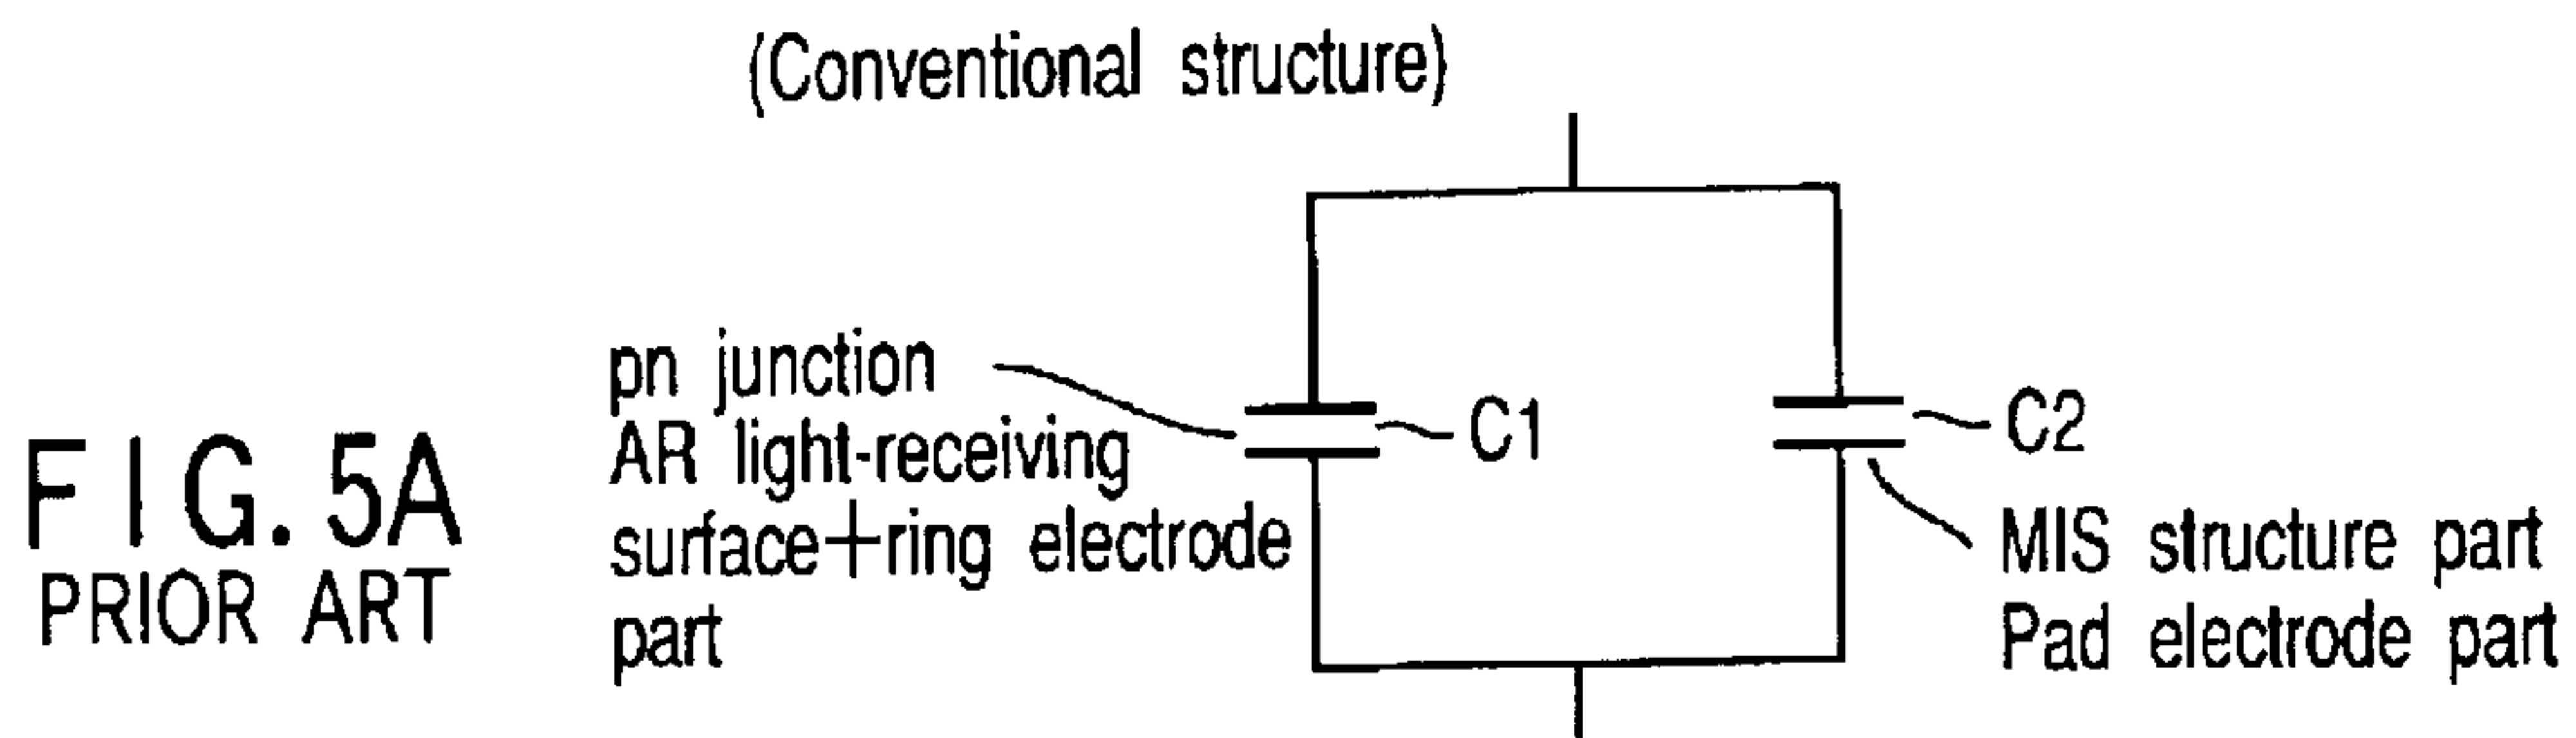 (Conventional structure)
pn junction
AR light-receiving
surface+ring electrode
part
C1
C2
MIS structure part
Pad electrode part
FIG. 5A
PRIOR ART